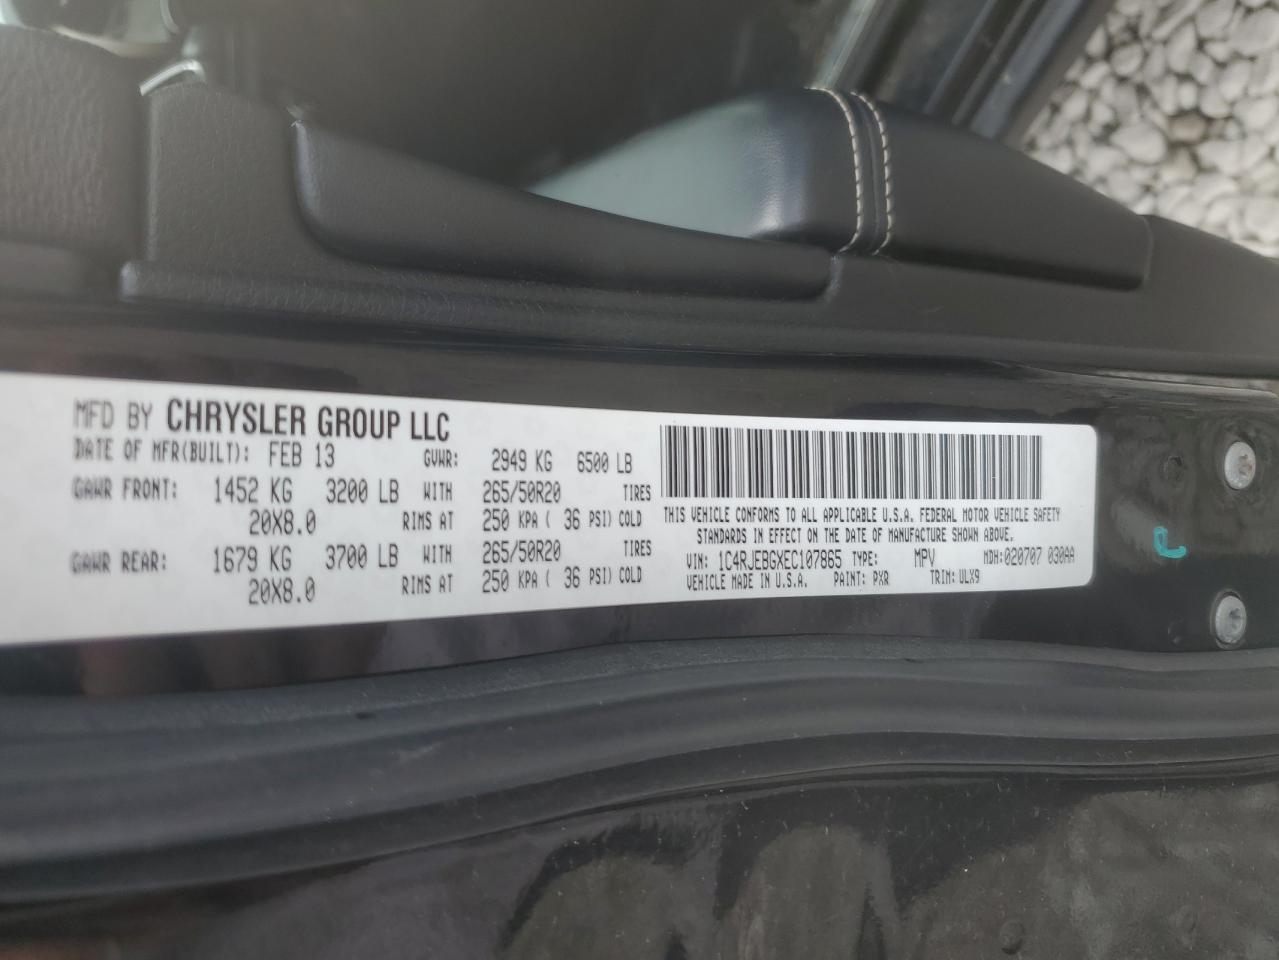 MFD BY CHRYSLER GROUP LLC
DATE OF MFR(BUILT): FEB 13 GVWR: 2949 KG 6500 LB
GAWR FRONT: 1452 KG 3200 LB WITH 265/50R20 TIRES
20X8.0 RIMS AT 250 KPA ( 36 PSI) COLD
GAWR REAR: 1679 KG 3700 LB WITH 265/50R20 TIRES
20X8.0 RIMS AT 250 KPA ( 36 PSI) COLD
THIS VEHICLE CONFORMS TO ALL APPLICABLE U.S.A. FEDERAL MOTOR VEHICLE SAFETY
STANDARDS IN EFFECT ON THE DATE OF MANUFACTURE SHOWN ABOVE.
VIN: 1C4RJEBGXEC107865 TYPE: MPV MDH:020707 030AA
VEHICLE MADE IN U.S.A. PAINT: PXR TRIM: ULX9